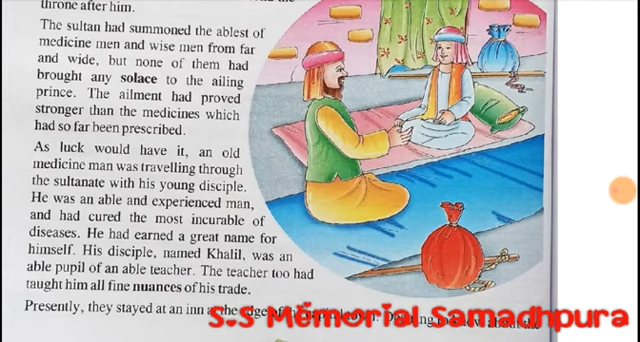 throne after him.
The sultan had summoned the ablest of
medicine men and wise men from far
and wide, but none of them had
brought any solace to the ailing
prince. The ailment had proved
stronger than the medicines which
had so far been prescribed.
As luck would have it, an old
medicine man was travelling through
the sultanate with his young disciple.
He was an able and experienced man,
and had cured the most incurable of
diseases. He had earned a great name for
himself. His disciple, named Khalil, was an
able pupil of an able teacher. The teacher too had
taught him all fine nuances of his trade.
Presently, they stayed at an inn at the edge of
S.S Memorial Samadhpura